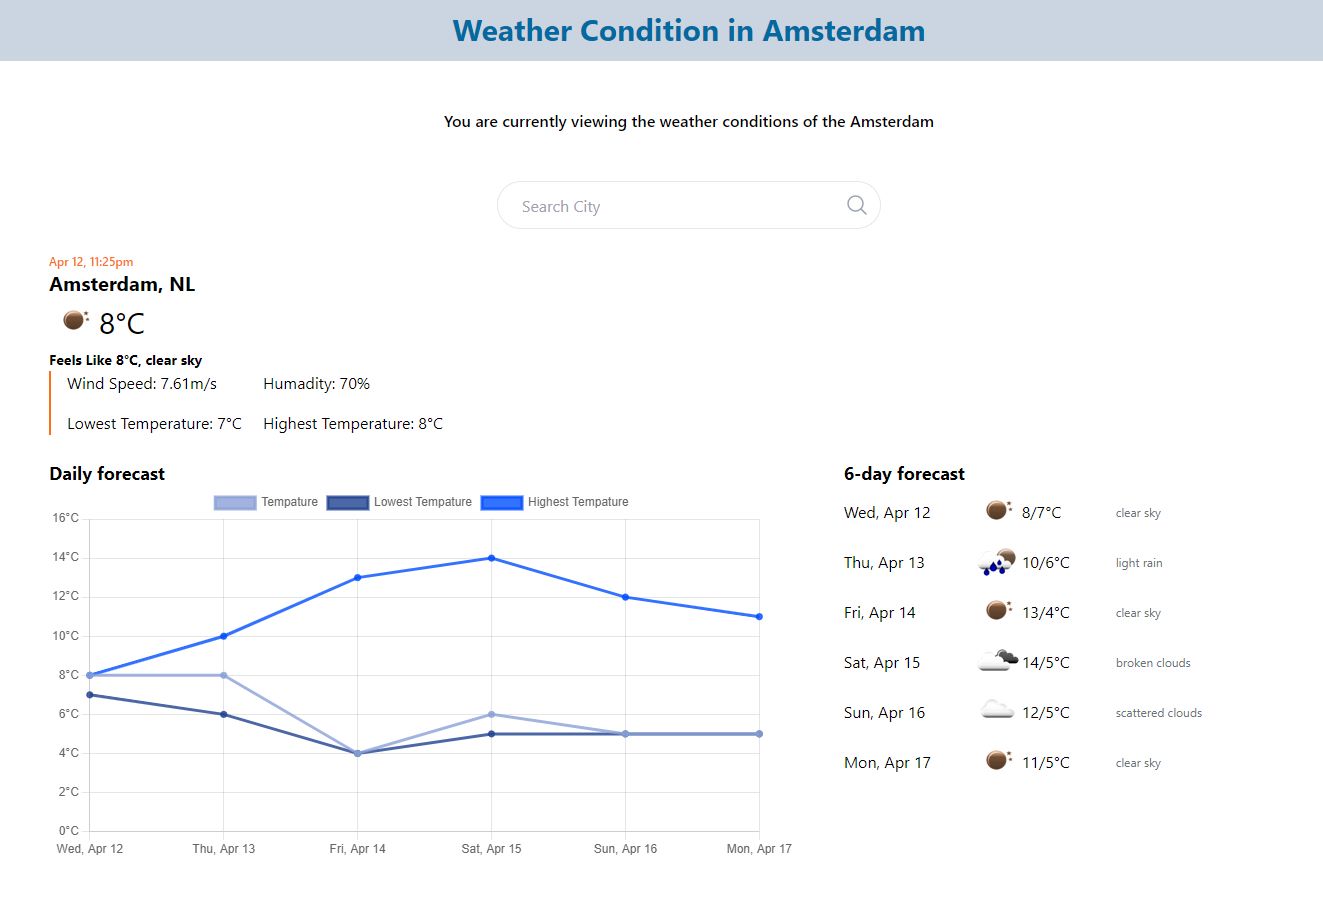 Weather Condition in Amsterdam
You are currently viewing the weather conditions of the Amsterdam
Search City
Apr 12, 11:25pm
Amsterdam, NL
8°C
Feels Like 8°C, clear sky
Wind Speed: 7.61m/s Humadity: 70%
Lowest Temperature: 7°C Highest Temperature: 8°C
Daily forecast
Tempature Lowest Tempature Highest Tempature
16°C
14°C
12°C
10°C
8°C
6°C
4°C
2°C
0°C
Wed, Apr 12 Thu, Apr 13 Fri, Apr 14 Sat, Apr 15 Sun, Apr 16 Mon, Apr 17
6-day forecast
Wed, Apr 12 8/7°C clear sky
Thu, Apr 13 10/6°C light rain
Fri, Apr 14 13/4°C clear sky
Sat, Apr 15 14/5°C broken clouds
Sun, Apr 16 12/5°C scattered clouds
Mon, Apr 17 11/5°C clear sky